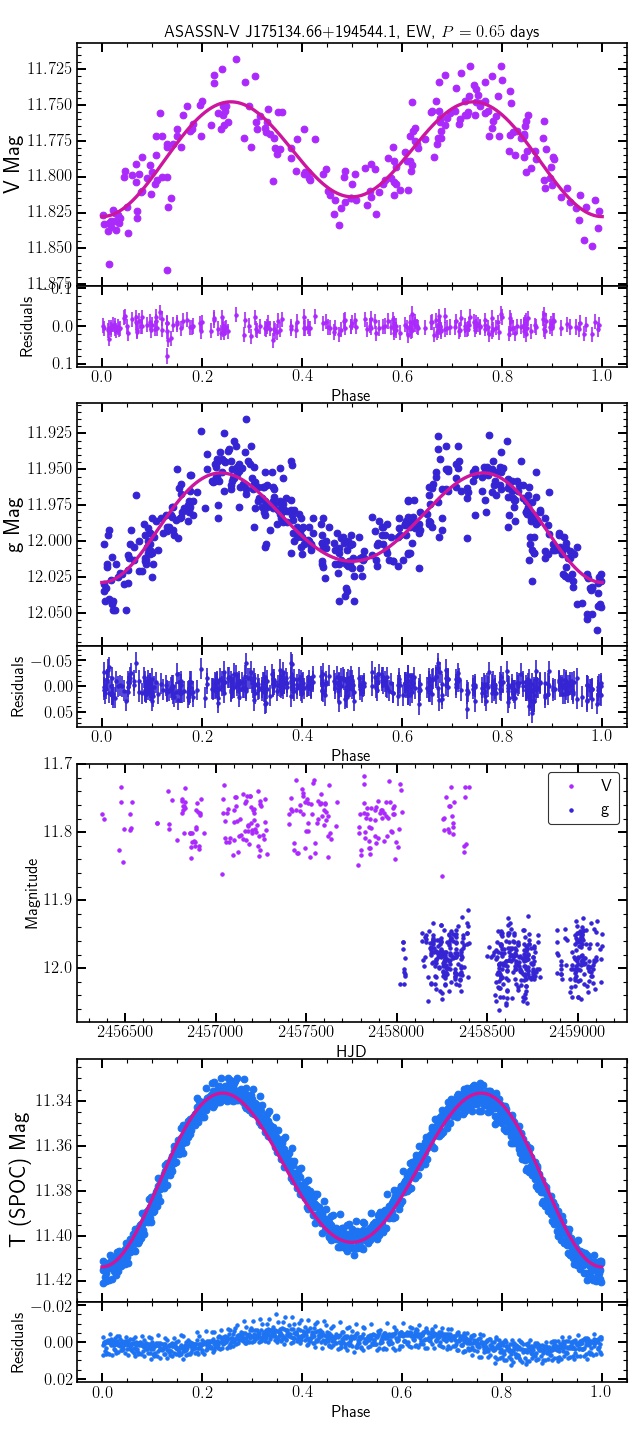 ASASSN-V J175134.66+194544.1, EW, P = 0.65 days
V Mag
11.725
11.750
11.775
11.800
11.825
11.850
11.875
Residuals
0.0
0.1
0.0 0.2 0.4 0.6 0.8 1.0
Phase
g Mag
11.925
11.950
11.975
12.000
12.025
12.050
Residuals
−0.05
0.00
0.05
0.0 0.2 0.4 0.6 0.8 1.0
Phase
Magnitude
11.7
11.8
11.9
12.0
V
g
2456500 2457000 2457500 2458000 2458500 2459000
HJD
T (SPOC) Mag
11.34
11.36
11.38
11.40
11.42
Residuals
−0.02
0.00
0.02
0.0 0.2 0.4 0.6 0.8 1.0
Phase